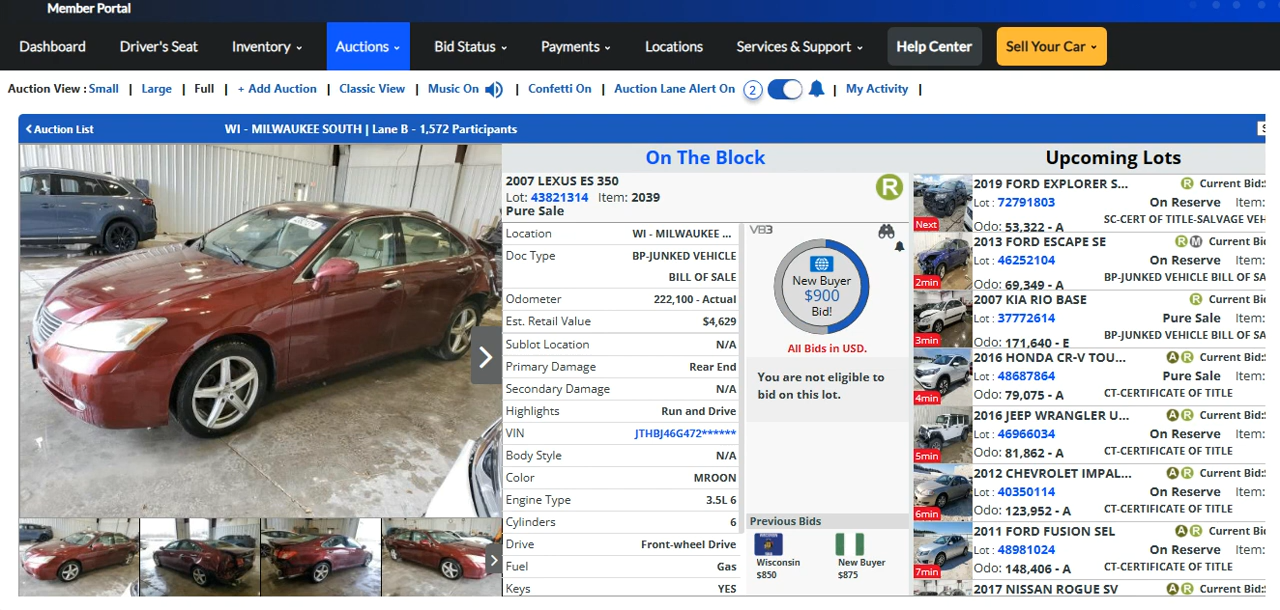 Member Portal
Dashboard Driver's Seat Inventory Auctions Bid Status Payments Locations Services & Support Help Center Sell Your Car
Auction View : Small | Large | Full | + Add Auction | Classic View | Music On | Confetti On | Auction Lane Alert On 2 | My Activity |
Auction List WI - MILWAUKEE SOUTH | Lane B - 1,572 Participants
On The Block
2007 LEXUS ES 350
Lot: 43821314 Item: 2039
Pure Sale
R
Location WI - MILWAUKEE ...
Doc Type BP-JUNKED VEHICLE
BILL OF SALE
Odometer 222,100 - Actual
Est. Retail Value $4,629
Sublot Location N/A
Primary Damage Rear End
Secondary Damage N/A
Highlights Run and Drive
VIN JTHBJ46G472******
Body Style N/A
Color MROON
Engine Type 3.5L 6
Cylinders 6
Drive Front-wheel Drive
Fuel Gas
Keys YES
VB3
New Buyer
$900
Bid!
All Bids in USD.
You are not eligible to
bid on this lot.
Previous Bids
Wisconsin
$850
New Buyer
$875
Upcoming Lots
2019 FORD EXPLORER S... R Current Bid:
Lot : 72791803 On Reserve Item:
Next Odo: 53,322 - A SC-CERT OF TITLE-SALVAGE VEH
2013 FORD ESCAPE SE R M Current Bi
Lot : 46252104 On Reserve Item:
2min Odo: 69,349 - A BP-JUNKED VEHICLE BILL OF SA
2007 KIA RIO BASE R Current Bid:
Lot : 37772614 Pure Sale Item:
3min Odo: 171,640 - E BP-JUNKED VEHICLE BILL OF SA
2016 HONDA CR-V TOU... A R Current Bid:
Lot : 48687864 Pure Sale Item:
4min Odo: 79,075 - A CT-CERTIFICATE OF TITLE
2016 JEEP WRANGLER U... A R Current Bid:
Lot : 46966034 On Reserve Item:
5min Odo: 81,862 - A CT-CERTIFICATE OF TITLE
2012 CHEVROLET IMPAL... A R Current Bid:
Lot : 40350114 On Reserve Item:
6min Odo: 123,952 - A CT-CERTIFICATE OF TITLE
2011 FORD FUSION SEL A R Current Bid:
Lot : 48981024 On Reserve Item:
7min Odo: 148,406 - A CT-CERTIFICATE OF TITLE
2017 NISSAN ROGUE SV A R Current Bid: